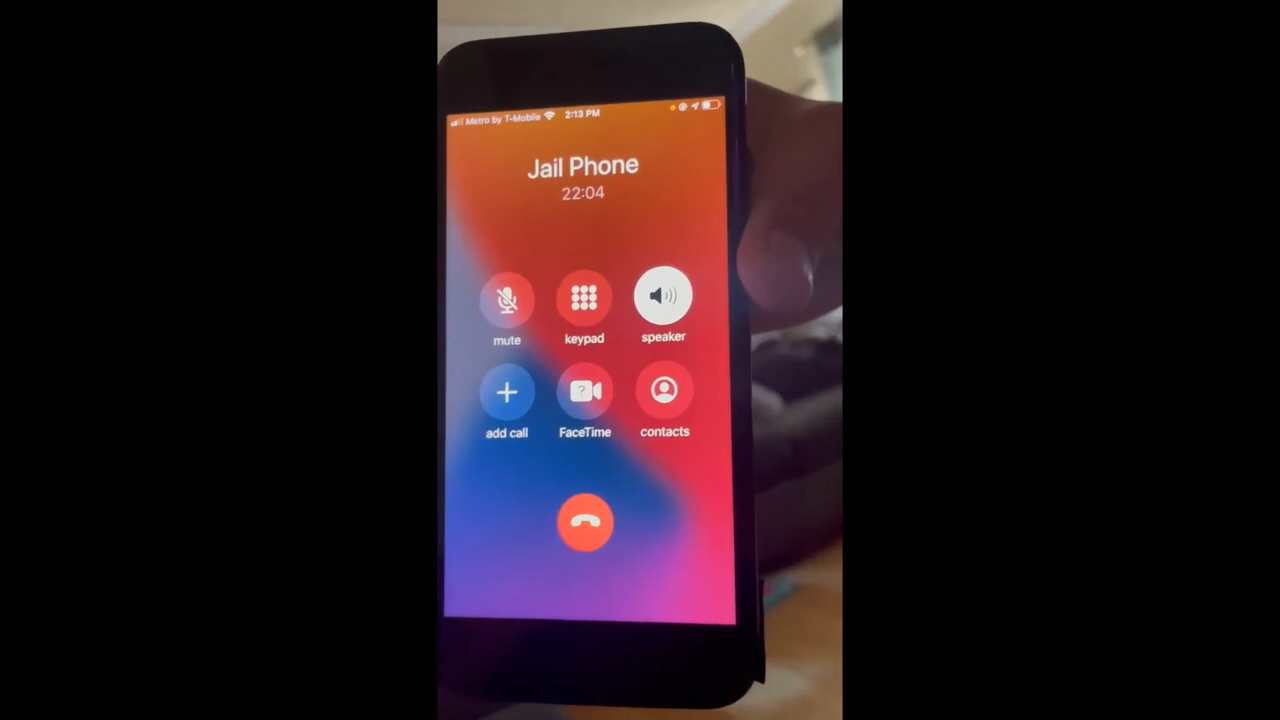 Metro by T-Mobile 2:13 PM
Jail Phone
22:04
mute keypad speaker
?
add call FaceTime contacts